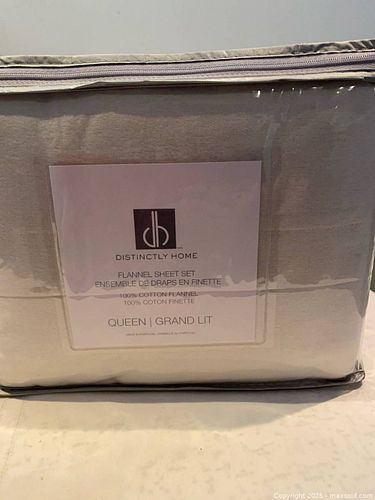 dh
DISTINCTLY HOME
FLANNEL SHEET SET
ENSEMBLE DE DRAPS EN FINETTE
100% COTTON FLANNEL
100% COTON FINETTE
QUEEN | GRAND LIT
Copyright 2025 - maxsold.com